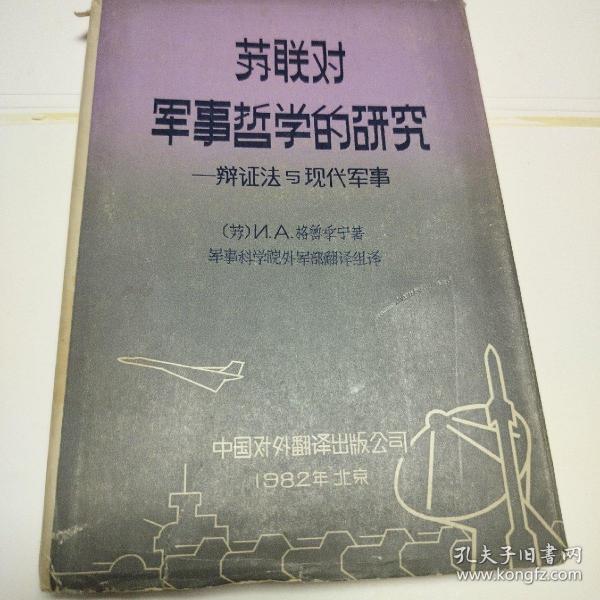 苏联对
军事哲学的研究
—辩证法与现代军事
(苏)И.А.格鲁季宁著
军事科学院外军部翻译
中国对外翻译出版公司
1982年 北京
孔夫子旧书网
www.kongfz.com